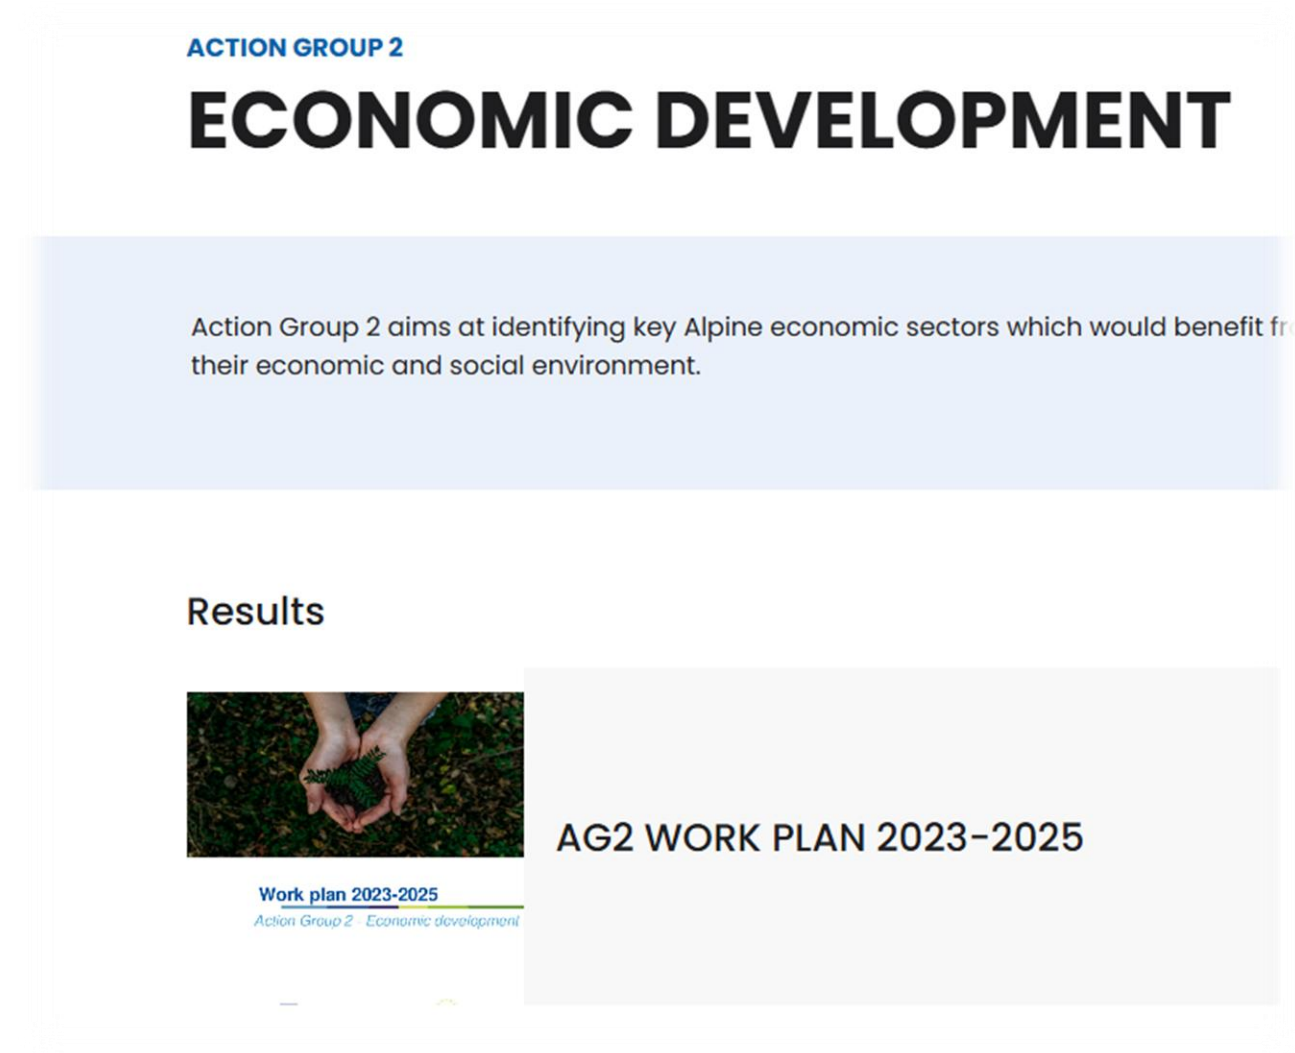 ACTION GROUP 2
ECONOMIC DEVELOPMENT
Action Group 2 aims at identifying key Alpine economic sectors which would benefit
their economic and social environment.
Results
AG2 WORK PLAN 2023-2025
Work plan 2023-2025
Action Group 2 - Economic development